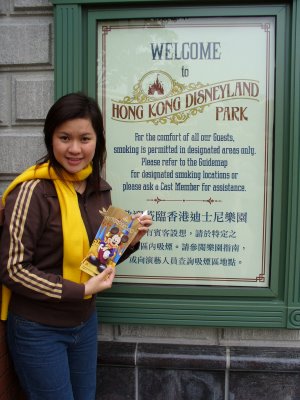 WELCOME
to
HONG KONG DISNEYLAND
PARK
For the comfort of all our Guests,
smoking is permitted in designated areas only.
Please refer to the Guidemap
for designated smoking locations or
please ask a Cast Member for assistance.
臨香港迪士尼樂園
賓客設想，請於特定之
區內吸煙。請參閱樂園指南，
或向演藝人員查詢吸煙區地點。